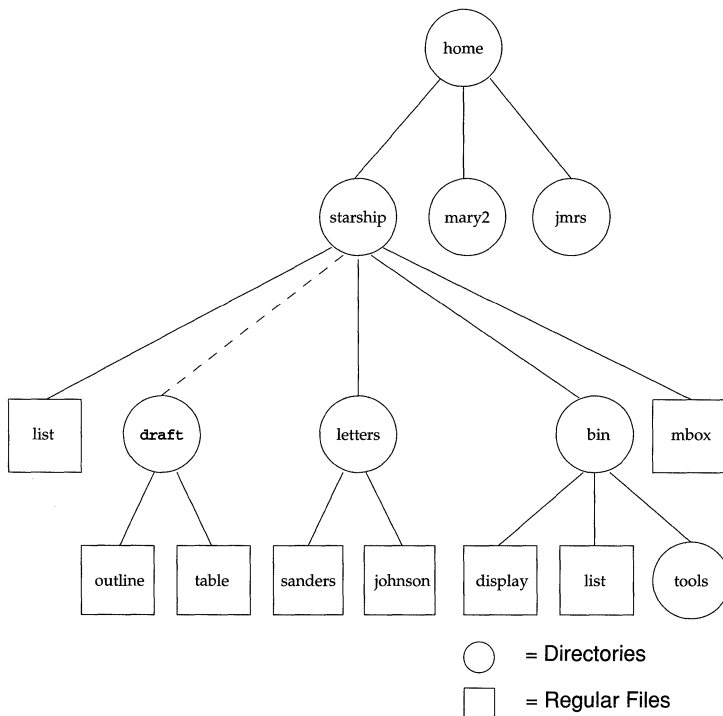 home
starship mary2 jmrs
list draft letters bin mbox
outline table sanders johnson display list tools
= Directories
= Regular Files